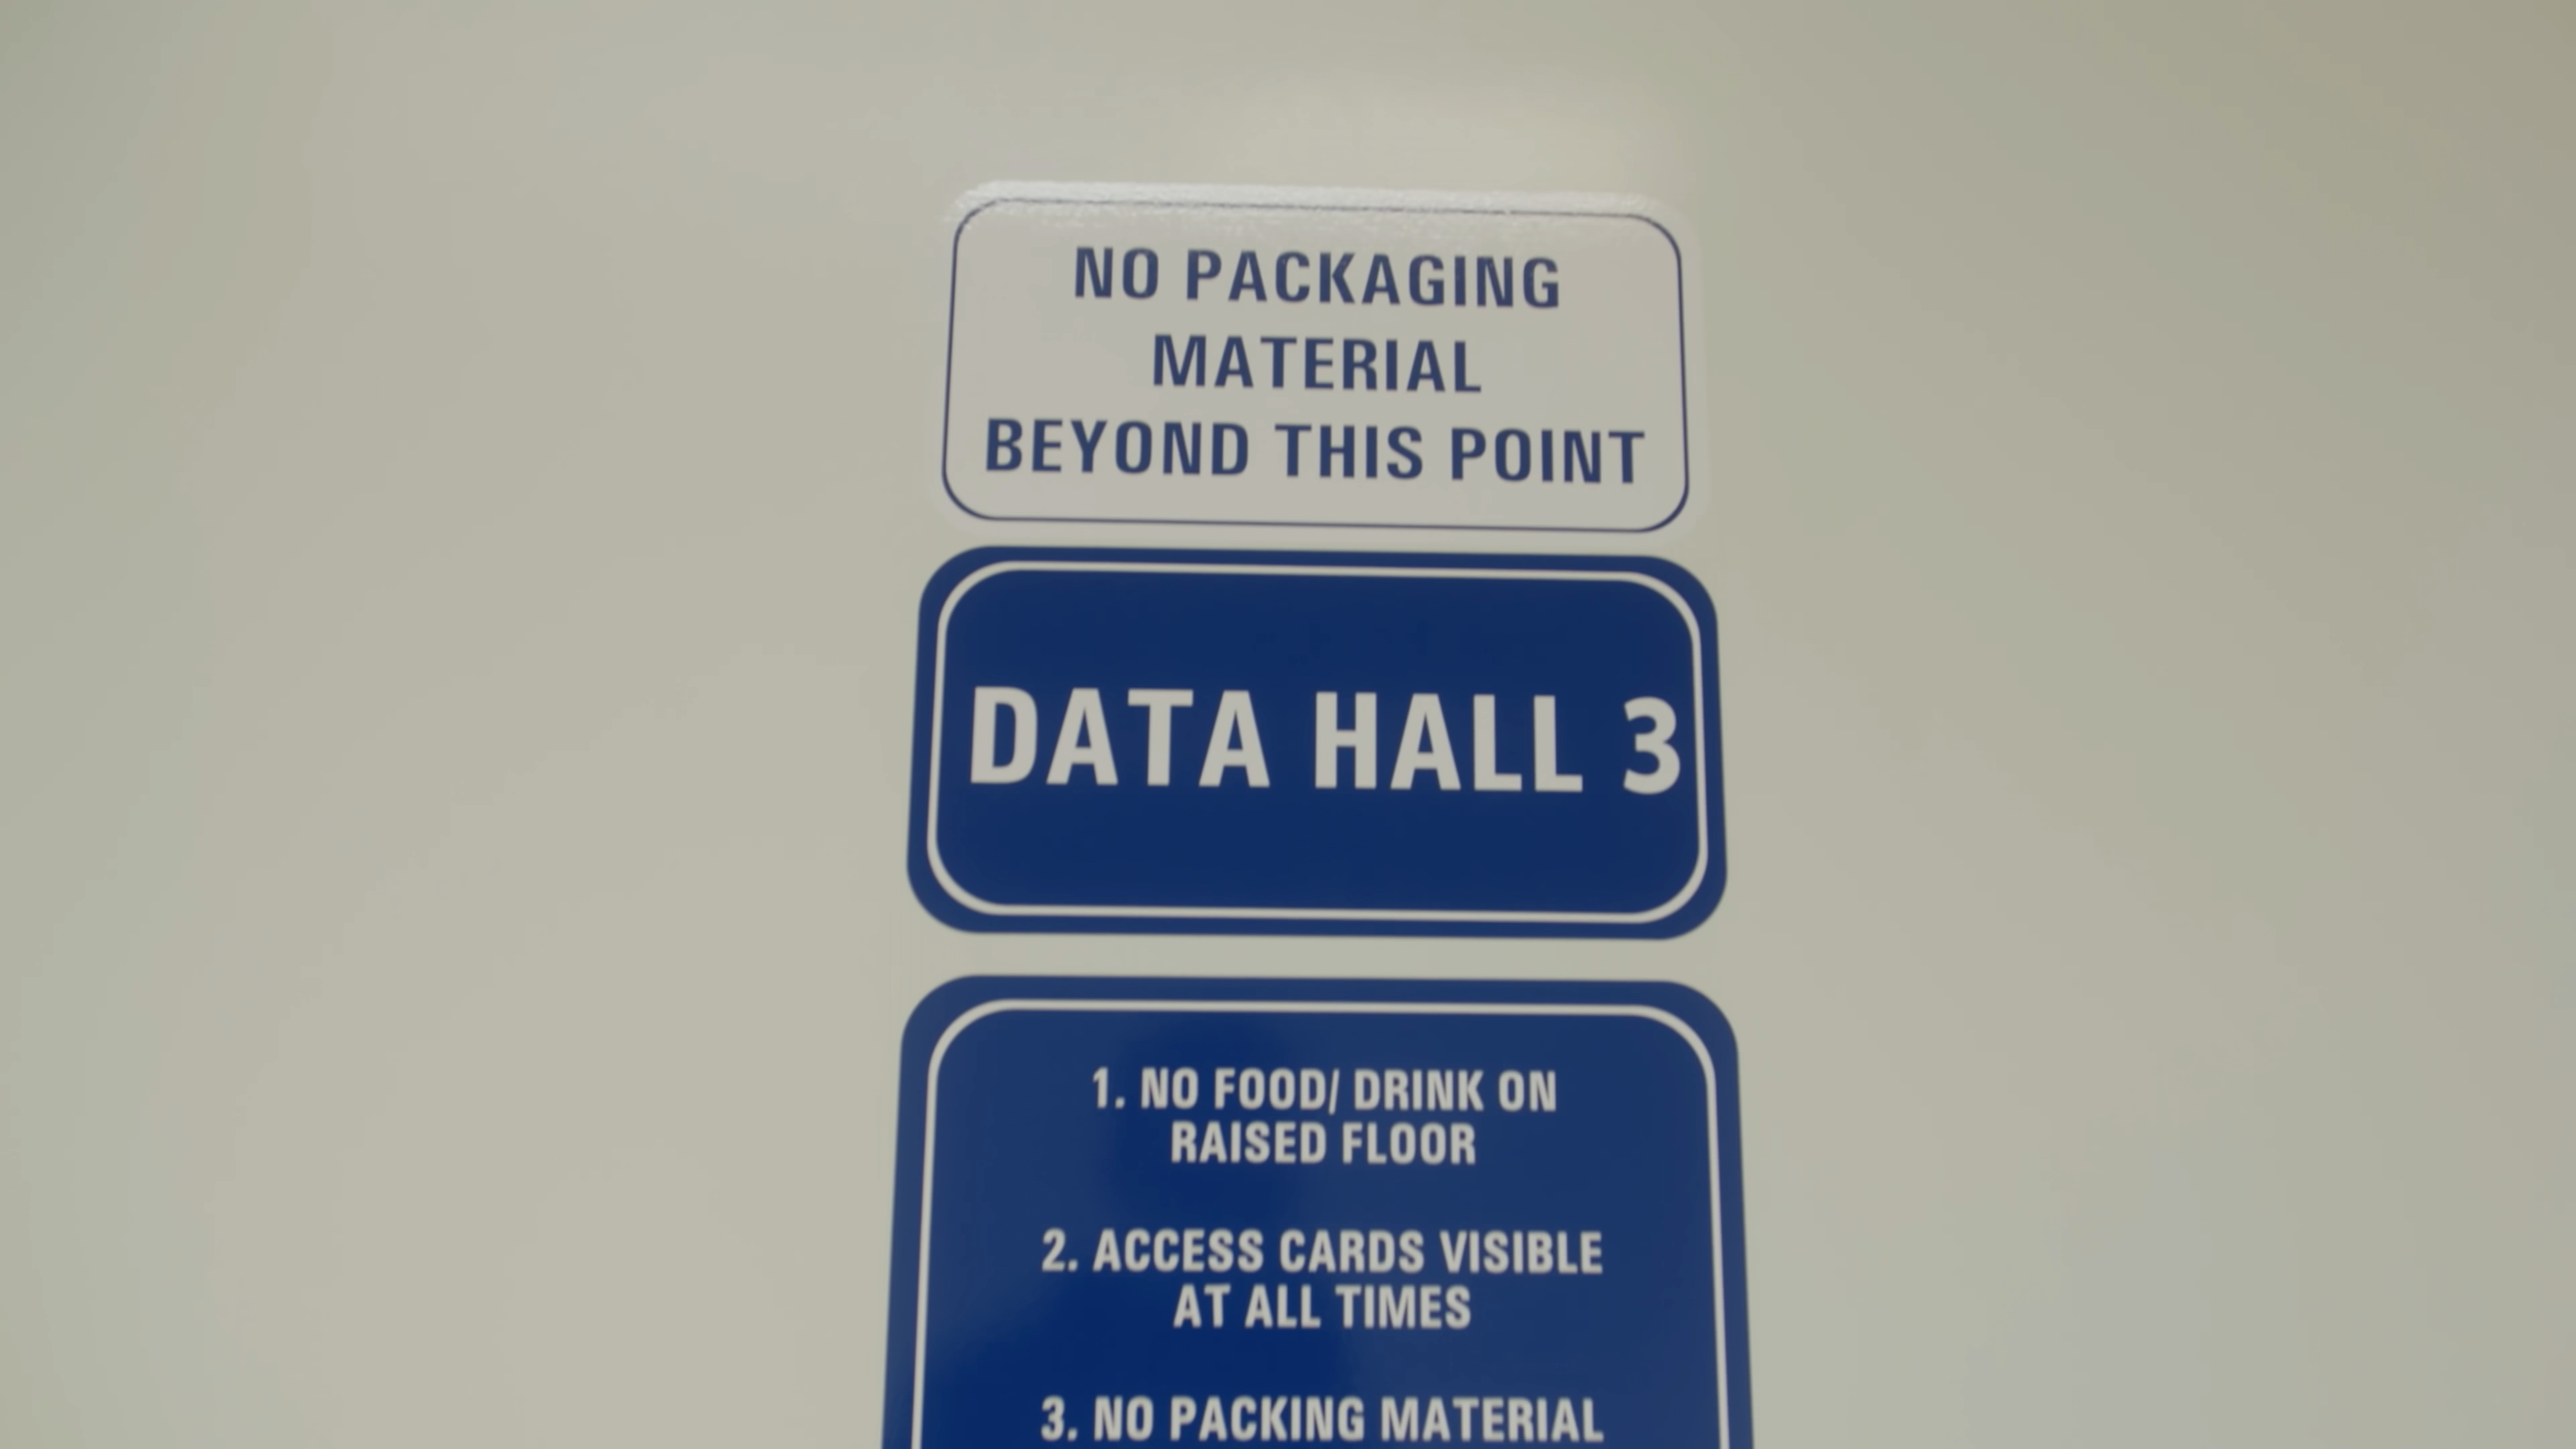 NO PACKAGING
MATERIAL
BEYOND THIS POINT
DATA HALL 3
1. NO FOOD/ DRINK ON
RAISED FLOOR
2. ACCESS CARDS VISIBLE
AT ALL TIMES
3. NO PACKING MATERIAL